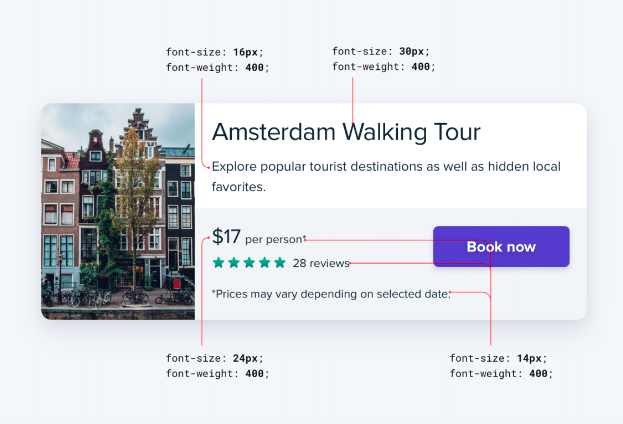 font-size: 16px;
font-weight: 400;
font-size: 30px;
font-weight: 400;
Amsterdam Walking Tour
Explore popular tourist destinations as well as hidden local
favorites.
$17 per person*
Book now
28 reviews
*Prices may vary depending on selected date.
font-size: 24px;
font-weight: 400;
font-size: 14px;
font-weight: 400;